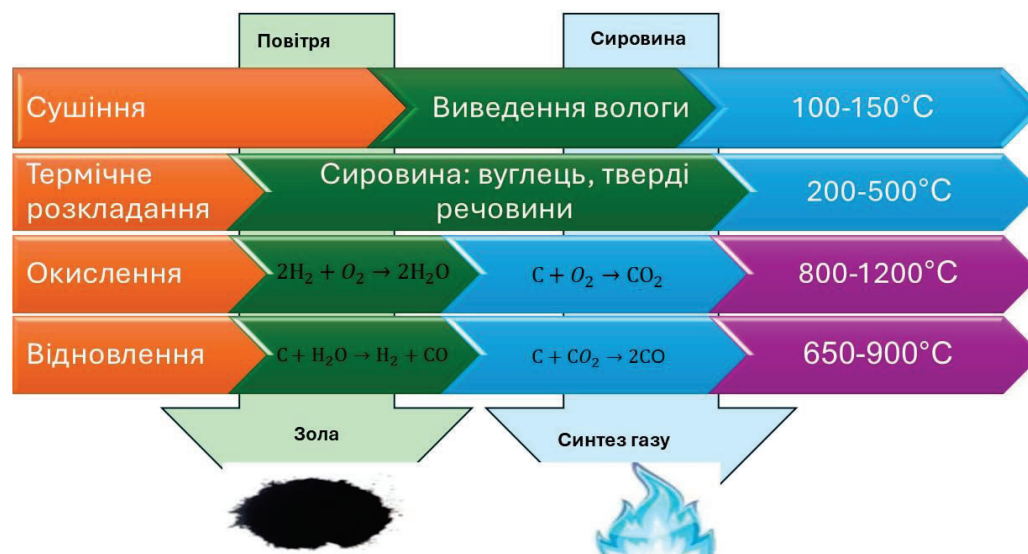 Повітря
Сировина
Сушіння
Виведення вологи
100-150°C
Термічне
розкладання
Сировина: вуглець, тверді
речовини
200-500°C
Окислення
2H₂ + O₂ → 2H₂O
C + O₂ → CO₂
800-1200°C
Відновлення
C + H₂O → H₂ + CO
C + CO₂ → 2CO
650-900°C
Зола
Синтез газу